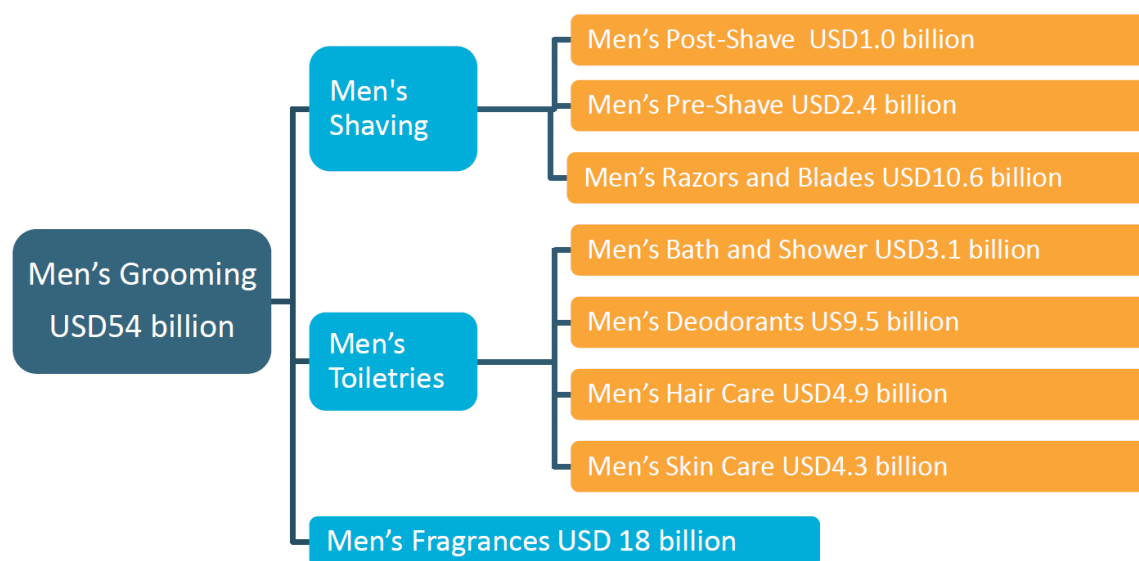 Men's Post-Shave  USD1.0 billion
Men's
Shaving
Men’s Pre-Shave USD2.4 billion
Men’s Razors and Blades USD10.6 billion
Men’s Grooming
USD54 billion
Men’s Bath and Shower USD3.1 billion
Men’s Deodorants US9.5 billion
Men’s
Toiletries
Men’s Hair Care USD4.9 billion
Men’s Skin Care USD4.3 billion
Men’s Fragrances USD 18 billion